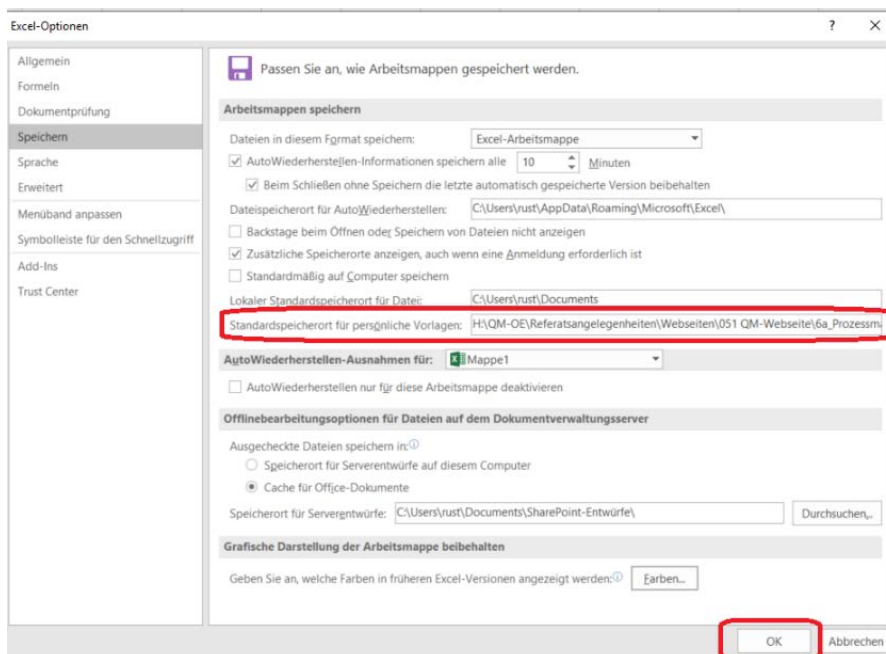 Excel-Optionen
? ×
Allgemein
Formeln
Dokumentprüfung
Speichern
Sprache
Erweitert
Menüband anpassen
Symbolleiste für den Schnellzugriff
Add-Ins
Trust Center
Passen Sie an, wie Arbeitsmappen gespeichert werden.
Arbeitsmappen speichern
Dateien in diesem Format speichern: Excel-Arbeitsmappe
AutoWiederherstellen-Informationen speichern alle 10 Minuten
Beim Schließen ohne Speichern die letzte automatisch gespeicherte Version beibehalten
Dateispeicherort für AutoWiederherstellen: C:\Users\rust\AppData\Roaming\Microsoft\Excel\
Backstage beim Öffnen oder Speichern von Dateien nicht anzeigen
Zusätzliche Speicherorte anzeigen, auch wenn eine Anmeldung erforderlich ist
Standardmäßig auf Computer speichern
Lokaler Standardspeicherort für Datei: C:\Users\rust\Documents
Standardspeicherort für persönliche Vorlagen: H:\QM-OE\Referatsangelegenheiten\Webseiten\051 QM-Webseite\6a_Prozessma
AutoWiederherstellen-Ausnahmen für: Mappe1
AutoWiederherstellen nur für diese Arbeitsmappe deaktivieren
Offlinebearbeitungsoptionen für Dateien auf dem Dokumentverwaltungsserver
Ausgecheckte Dateien speichern in:
Speicherort für Serverentwürfe auf diesem Computer
Cache für Office-Dokumente
Speicherort für Serverentwürfe: C:\Users\rust\Documents\SharePoint-Entwürfe\ Durchsuchen...
Grafische Darstellung der Arbeitsmappe beibehalten
Geben Sie an, welche Farben in früheren Excel-Versionen angezeigt werden: Farben...
OK Abbrechen